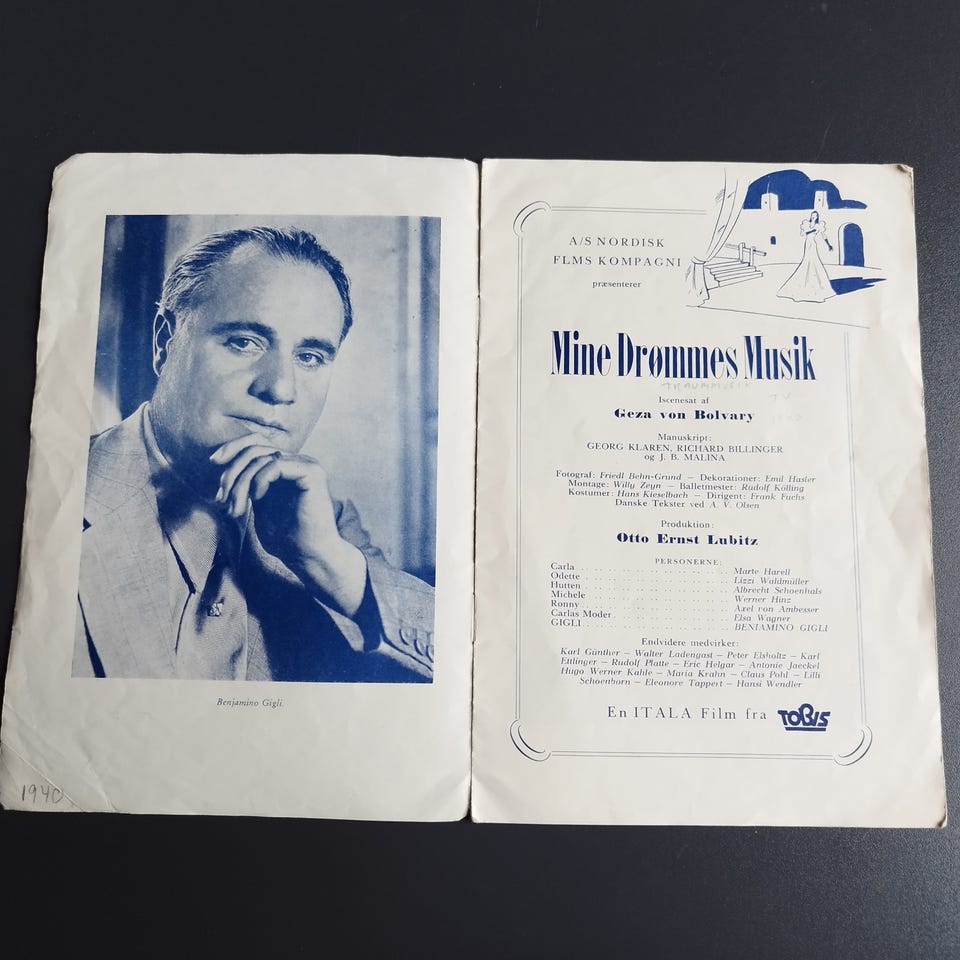 Benjamino Gigli.
1940
A/S NORDISK
FLMS KOMPAGNI
præsenterer
Mine Drømmes Musik
TRAUMMUSIK
Iscenesat af
Geza von Bolvary
Manuskript:
GEORG KLAREN, RICHARD BILLINGER
og J. B. MALINA
Fotograf: Friedl Behn-Grund — Dekorationer: Emil Hasler
Montage: Willy Zeyn — Balletmester: Rudolf Kölling
Kostumer: Hans Kieselbach — Dirigent: Frank Fuchs
Danske Tekster ved A. V. Olsen
Produktion:
Otto Ernst Lubitz
PERSONERNE:
Carla . . . . . . . . . . . . . . . . Marte Harell
Odette . . . . . . . . . . . . . . . . Lizzi Waldmüller
Hutten . . . . . . . . . . . . . . . . Albrecht Schoenhals
Michele . . . . . . . . . . . . . . . . Werner Hinz
Ronny . . . . . . . . . . . . . . . . Axel von Ambesser
Carlas Moder . . . . . . . . . . . . . . . . Elsa Wagner
GIGLI . . . . . . . . . . . . . . . . BENIAMINO GIGLI
Endvidere medvirker:
Karl Günther — Walter Ladengast — Peter Elsholtz — Karl
Ettlinger — Rudolf Platte — Eric Helgar — Antonie Jaeckel
Hugo Werner Kahle — Maria Krahn — Claus Pohl — Lilli
Schoenborn — Eleonore Tappert — Hansi Wendler
En ITALA Film fra TOBIS